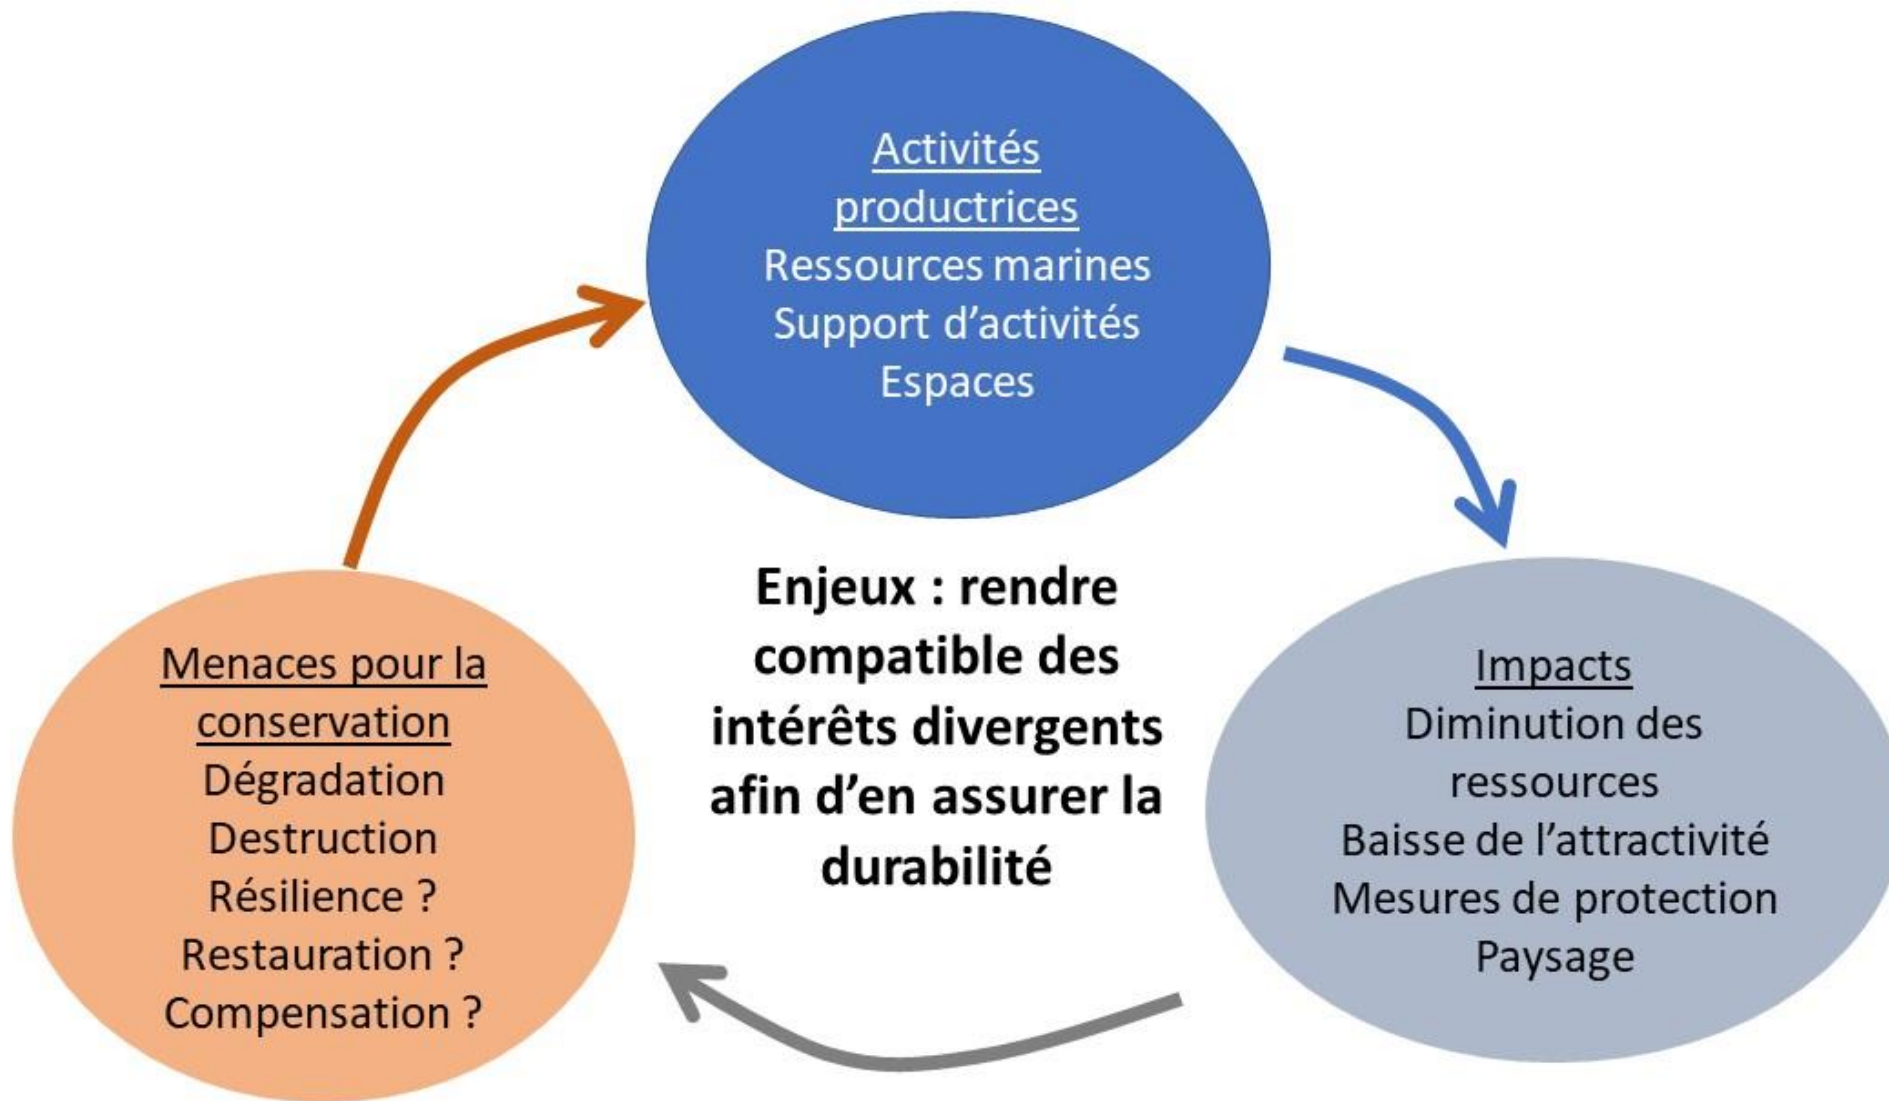 Activités
productrices
Ressources marines
Support d’activités
Espaces
Enjeux : rendre
compatible des
intérêts divergents
afin d’en assurer la
durabilité
Menaces pour la
conservation
Dégradation
Destruction
Résilience ?
Restauration ?
Compensation ?
Impacts
Diminution des
ressources
Baisse de l’attractivité
Mesures de protection
Paysage